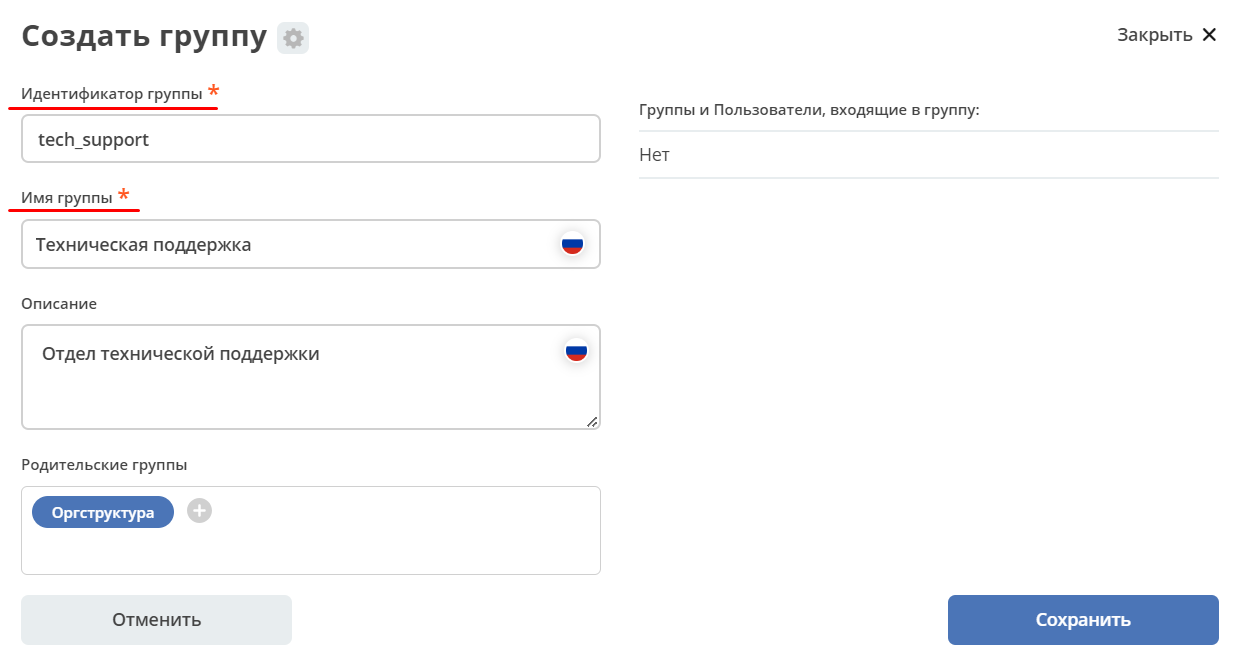 Создать группу
Закрыть
Идентификатор группы *
tech_support
Имя группы *
Техническая поддержка
Описание
Отдел технической поддержки
Родительские группы
Оргструктура
Группы и Пользователи, входящие в группу:
Нет
Отменить
Сохранить